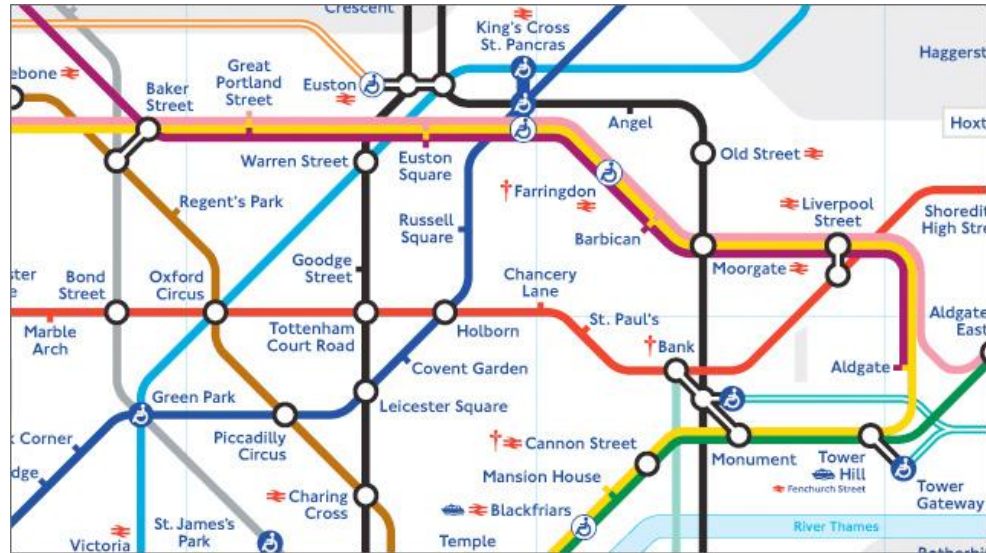 Crescent
King's Cross
St. Pancras
Haggerst
ebone
Great
Portland
Street
Baker
Street
Euston
Angel
Hoxt
Warren Street
Euston
Square
Old Street
†Farringdon
Liverpool
Street
Regent's Park
Russell
Square
Barbican
Shoredit
High Stre
ster
Bond
Street
Oxford
Circus
Goodge
Street
Moorgate
Chancery
Lane
Marble
Arch
Tottenham
Court Road
Holborn
St. Paul's
Aldgate
East
†Bank
Covent Garden
Aldgate
Green Park
Leicester Square
Corner
Piccadilly
Circus
†Cannon Street
Monument
Tower
Hill
Fenchurch Street
dge
Mansion House
Tower
Gateway
Charing
Cross
Blackfriars
St. James's
Park
Victoria
Temple
River Thames